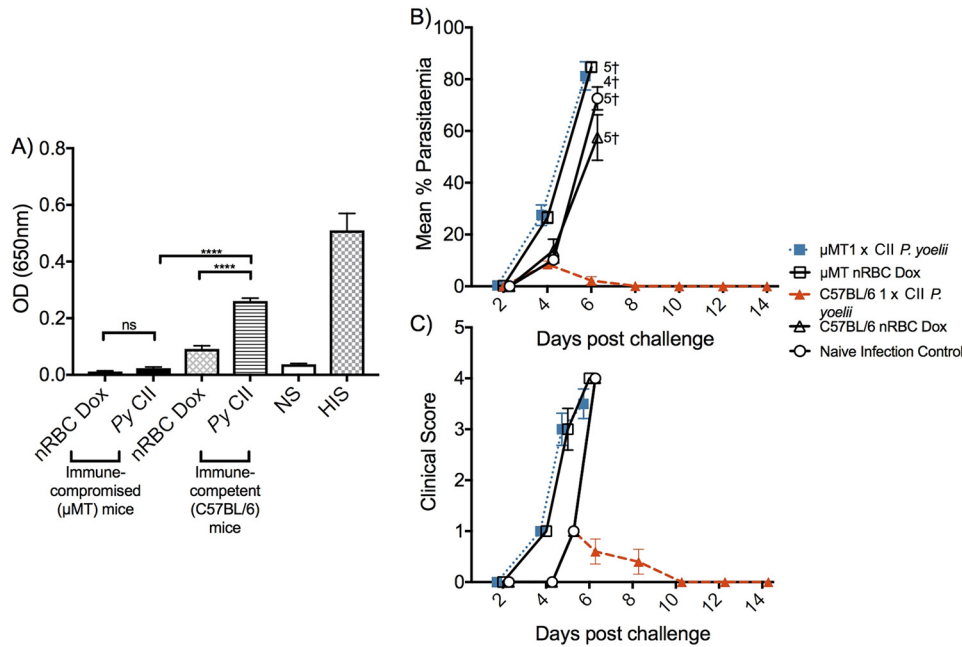 A)
OD (650nm)
0.8
0.6
0.4
0.2
0.0
ns
****
****
nRBC Dox
Py CII
nRBC Dox
Py CII
NS
HIS
Immune-
compromised
(µMT) mice
Immune-
competent
(C57BL/6)
mice
B)
Mean % Parasitaemia
100
80
60
40
20
0
5†
4†
5†
5†
2
4
6
8
10
12
14
Days post challenge
C)
Clinical Score
5
4
3
2
1
0
2
4
6
8
10
12
14
Days post challenge
µMT1 x CII P. yoelii
µMT nRBC Dox
C57BL/6 1 x CII P.
yoelii
C57BL/6 nRBC Dox
Naive Infection Control